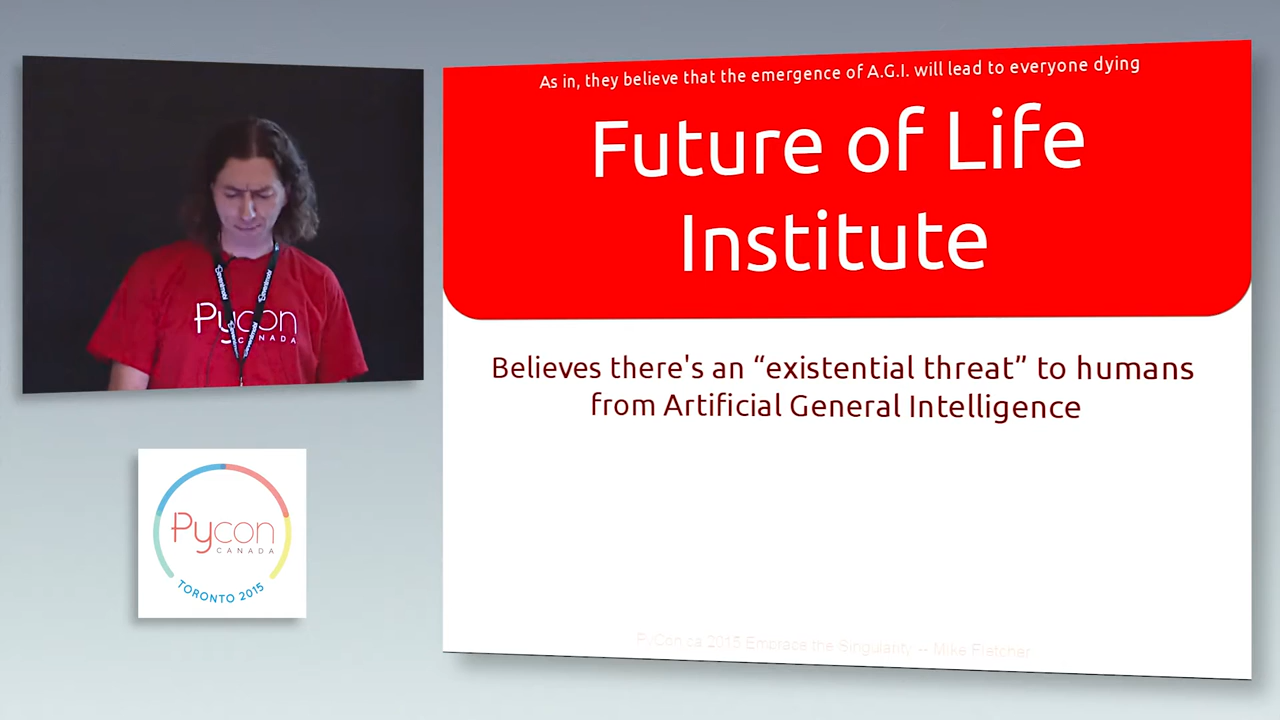 As in, they believe that the emergence of A.G.I. will lead to everyone dying
Future of Life
Institute
Believes there's an “existential threat” to humans
from Artificial General Intelligence
PyCon.ca 2015 Embrace the Singularity -- Mike Fletcher
Pycon
CANADA
Pycon
CANADA
TORONTO 2015